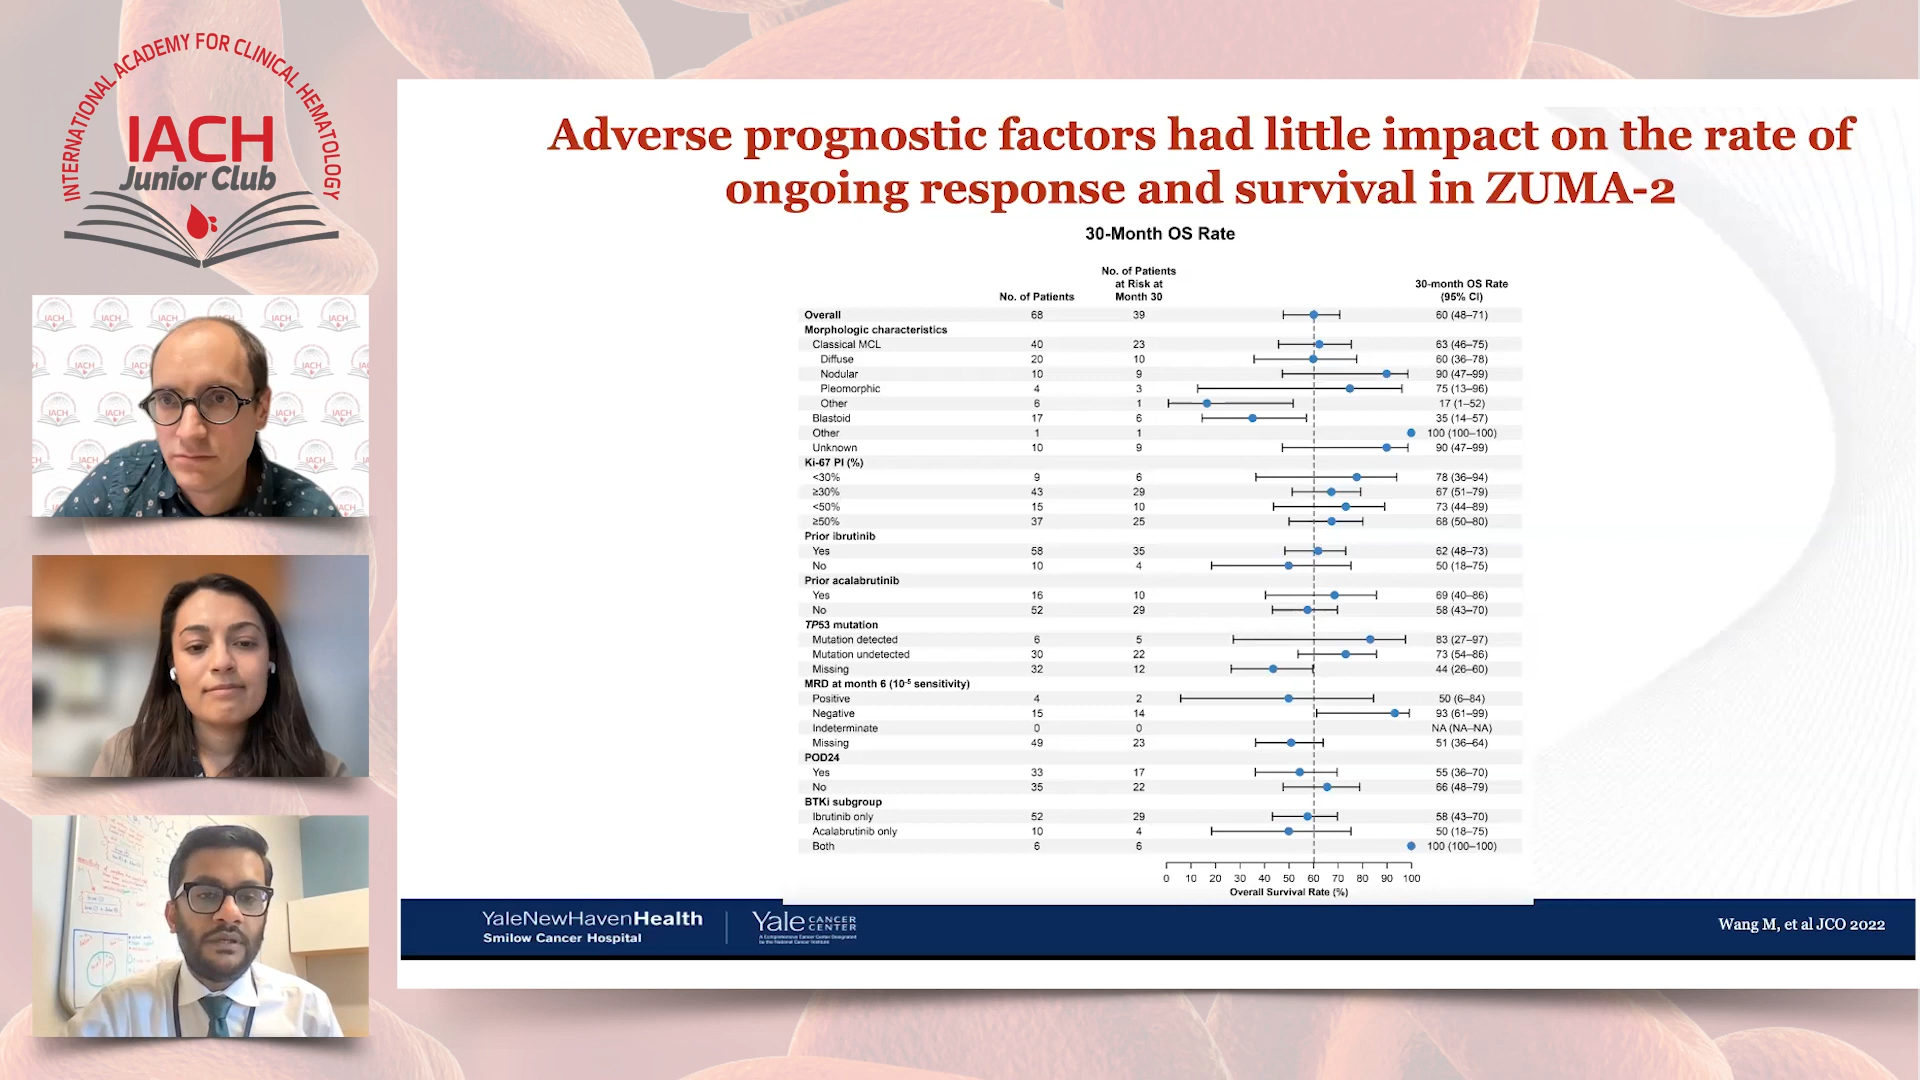 INTERNATIONAL ACADEMY FOR CLINICAL HEMATOLOGY
IACH
Junior Club
Adverse prognostic factors had little impact on the rate of
ongoing response and survival in ZUMA-2
30-Month OS Rate
No. of Patients
No. of Patients at Risk at Month 30
30-month OS Rate (95% CI)
Overall 68 39 60 (48–71)
Morphologic characteristics
Classical MCL 40 23 63 (46–75)
Diffuse 20 10 60 (36–78)
Nodular 10 9 90 (47–99)
Pleomorphic 4 3 75 (13–96)
Other 6 1 17 (1–52)
Blastoid 17 6 35 (14–57)
Other 1 1 100 (100–100)
Unknown 10 9 90 (47–99)
Ki-67 PI (%)
<30% 9 6 78 (36–94)
≥30% 43 29 67 (51–79)
<50% 15 10 73 (44–89)
≥50% 37 25 68 (50–80)
Prior ibrutinib
Yes 58 35 62 (48–73)
No 10 4 50 (18–75)
Prior acalabrutinib
Yes 16 10 69 (40–86)
No 52 29 58 (43–70)
TP53 mutation
Mutation detected 6 5 83 (27–97)
Mutation undetected 30 22 73 (54–86)
Missing 32 12 44 (26–60)
MRD at month 6 (10⁻⁵ sensitivity)
Positive 4 2 50 (6–84)
Negative 15 14 93 (61–99)
Indeterminate 0 0 NA (NA–NA)
Missing 49 23 51 (36–64)
POD24
Yes 33 17 55 (36–70)
No 35 22 66 (48–79)
BTKi subgroup
Ibrutinib only 52 29 58 (43–70)
Acalabrutinib only 10 4 50 (18–75)
Both 6 6 100 (100–100)
0 10 20 30 40 50 60 70 80 90 100
Overall Survival Rate (%)
YaleNewHavenHealth
Smilow Cancer Hospital
Yale CANCER CENTER
A Comprehensive Cancer Center Designated
by the National Cancer Institute
Wang M, et al JCO 2022